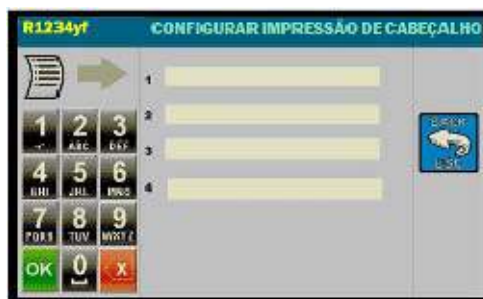 R1234yf CONFIGURAR IMPRESSÃO DE CABEÇALHO
1
2
3
4
1 2 3
ABC DEF
4 5 6
GHI JKL MNO
7 8 9
PQRS TUV WXYZ
OK 0 X
BACK
ESC